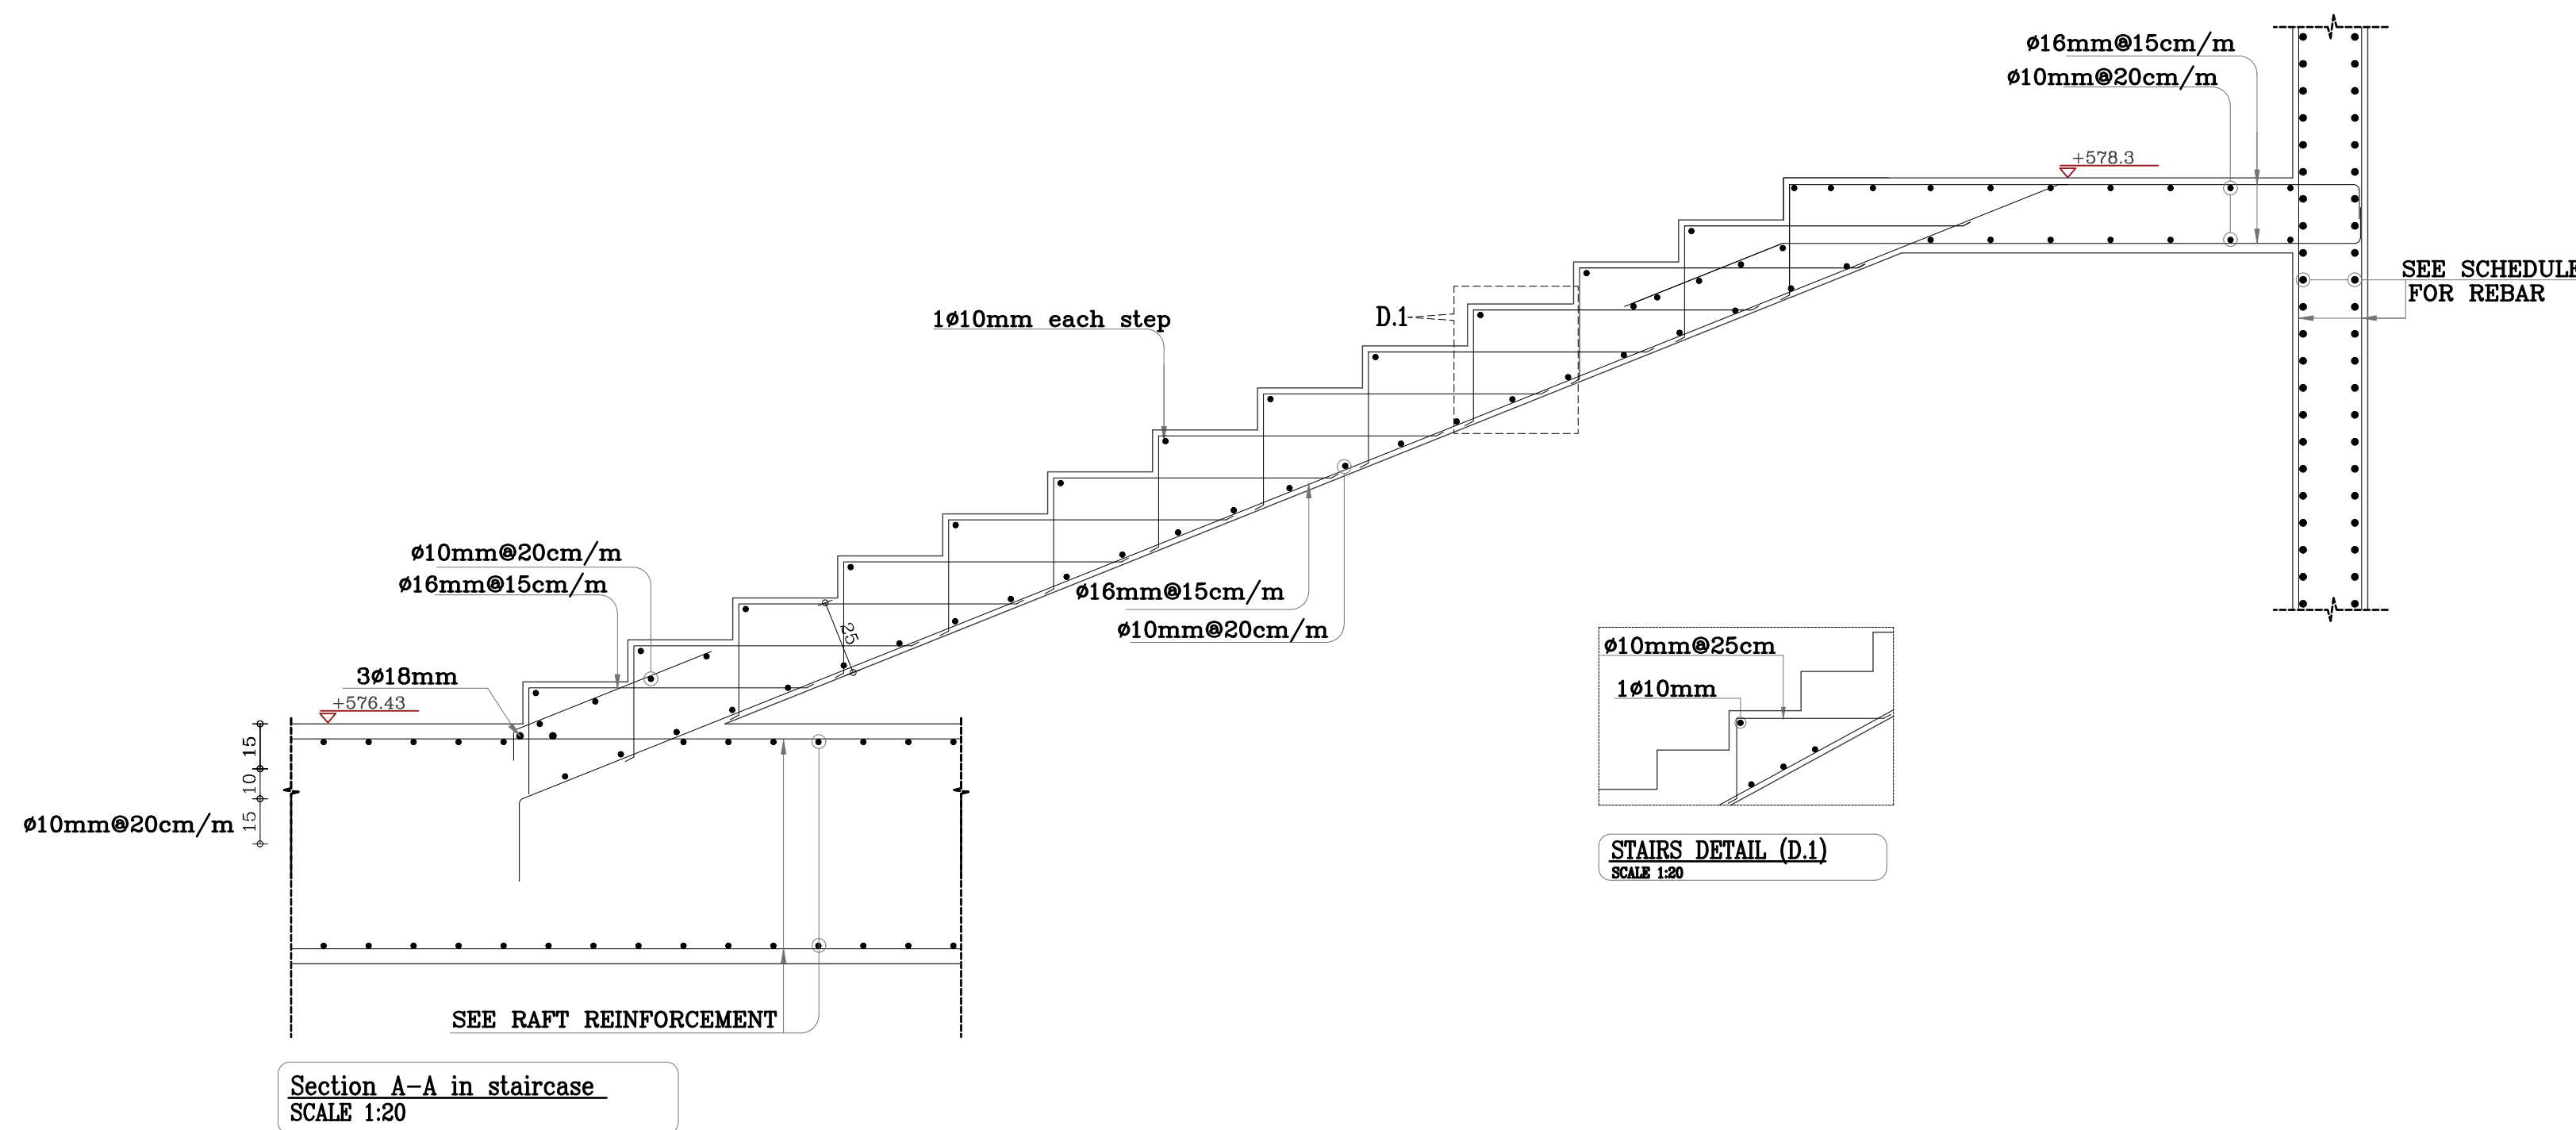 ø16mm@15cm/m
ø10mm@20cm/m
+578.3
SEE SCHEDULE
FOR REBAR
1ø10mm each step
D.1
ø10mm@20cm/m
ø16mm@15cm/m
25
ø16mm@15cm/m
ø10mm@20cm/m
3ø18mm
+576.43
15
10
15
ø10mm@20cm/m
ø10mm@25cm
1ø10mm
STAIRS DETAIL (D.1)
SCALE 1:20
SEE RAFT REINFORCEMENT
Section A-A in staircase
SCALE 1:20